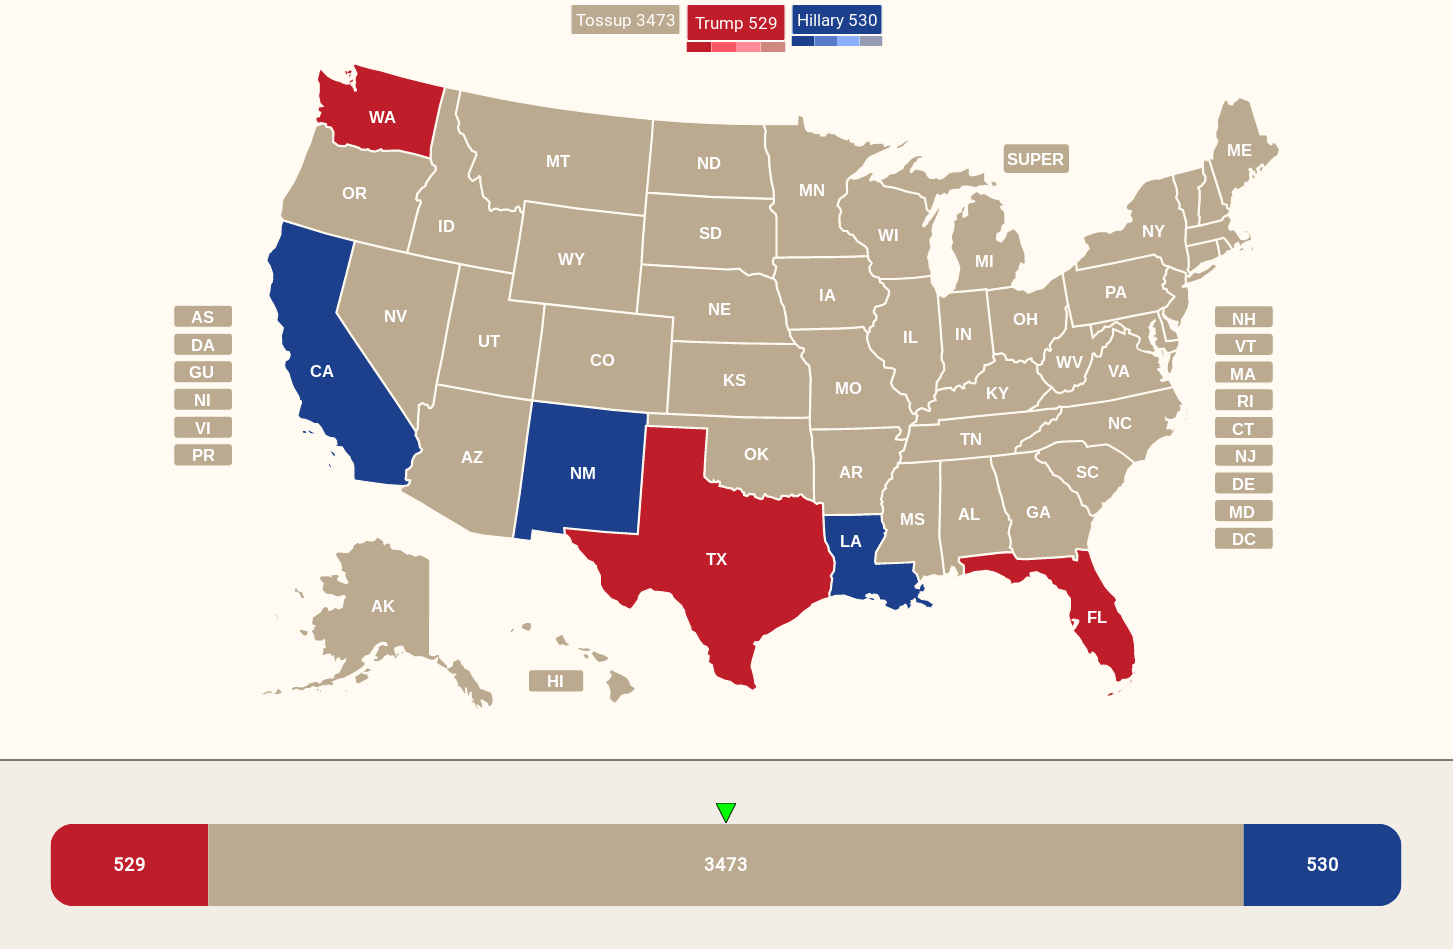 Tossup 3473
Trump 529
Hillary 530
WA
MT
ND
MN
SUPER
ME
OR
ID
SD
WI
NY
WY
MI
NV
NE
IA
PA
AS
DA
GU
NI
VI
PR
CA
UT
CO
KS
MO
IL
IN
OH
WV
VA
KY
NH
VT
MA
RI
CT
NJ
DE
MD
DC
AZ
NM
OK
AR
TN
NC
SC
MS
AL
GA
TX
LA
FL
AK
HI
529
3473
530